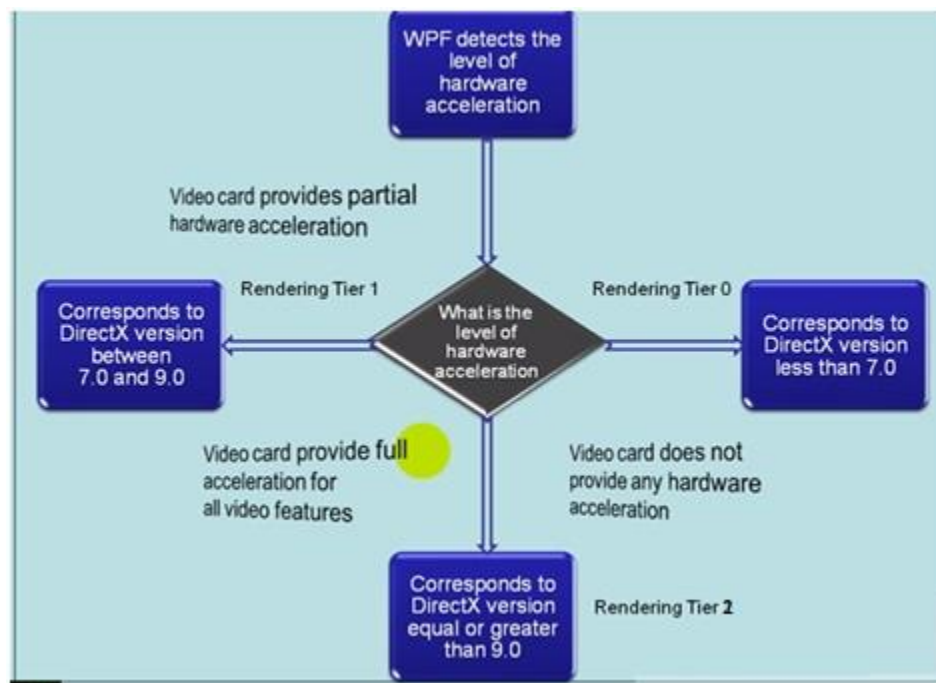 WPF detects the
level of
hardware
acceleration
Video card provides partial
hardware acceleration
Rendering Tier 1
Rendering Tier 0
Corresponds to
DirectX version
between
7.0 and 9.0
What is the
level of
hardware
acceleration
Corresponds to
DirectX version
less than 7.0
Video card provide full
acceleration for
all video features
Video card does not
provide any hardware
acceleration
Corresponds to
DirectX version
equal or greater
than 9.0
Rendering Tier 2